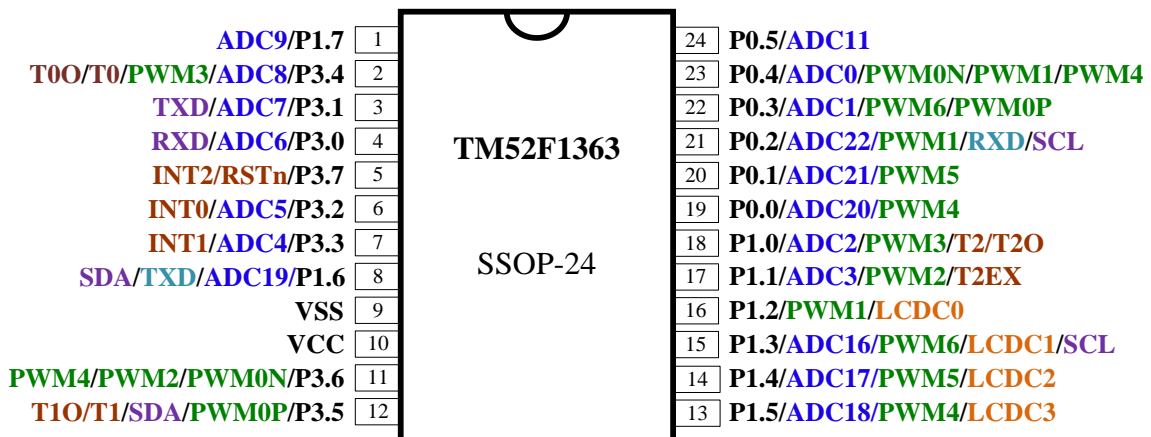 ADC9/P1.7 1
T0O/T0/PWM3/ADC8/P3.4 2
TXD/ADC7/P3.1 3
RXD/ADC6/P3.0 4
INT2/RSTn/P3.7 5
INT0/ADC5/P3.2 6
INT1/ADC4/P3.3 7
SDA/TXD/ADC19/P1.6 8
VSS 9
VCC 10
PWM4/PWM2/PWM0N/P3.6 11
T1O/T1/SDA/PWM0P/P3.5 12
TM52F1363
SSOP-24
24 P0.5/ADC11
23 P0.4/ADC0/PWM0N/PWM1/PWM4
22 P0.3/ADC1/PWM6/PWM0P
21 P0.2/ADC22/PWM1/RXD/SCL
20 P0.1/ADC21/PWM5
19 P0.0/ADC20/PWM4
18 P1.0/ADC2/PWM3/T2/T2O
17 P1.1/ADC3/PWM2/T2EX
16 P1.2/PWM1/LCDC0
15 P1.3/ADC16/PWM6/LCDC1/SCL
14 P1.4/ADC17/PWM5/LCDC2
13 P1.5/ADC18/PWM4/LCDC3